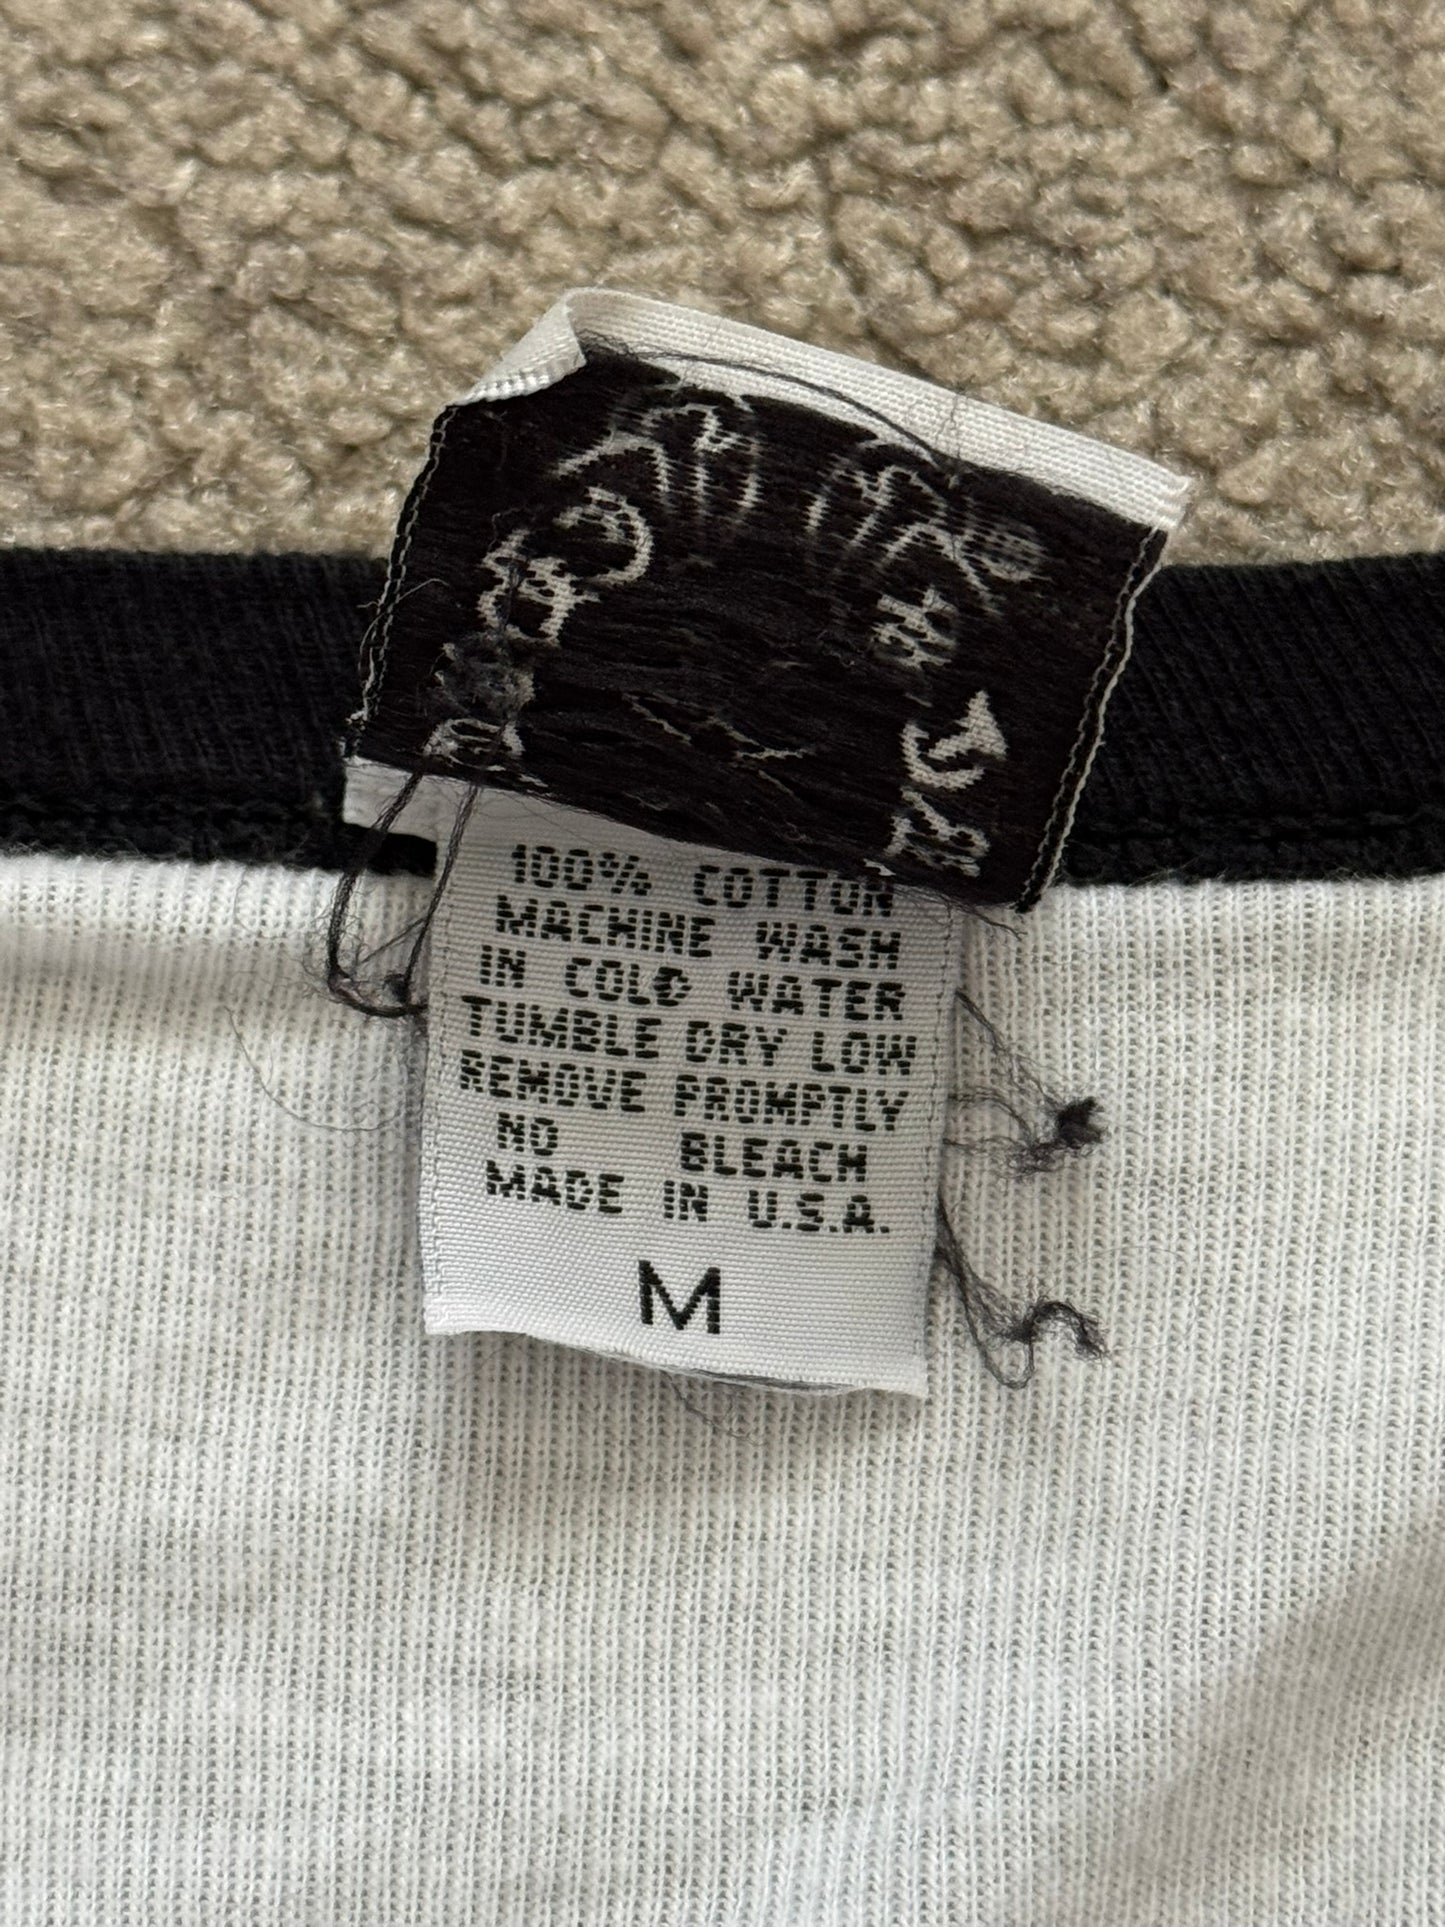 100% COTTON
MACHINE WASH
IN COLD WATER
TUMBLE DRY LOW
REMOVE PROMPTLY
NO BLEACH
MADE IN U.S.A.
M